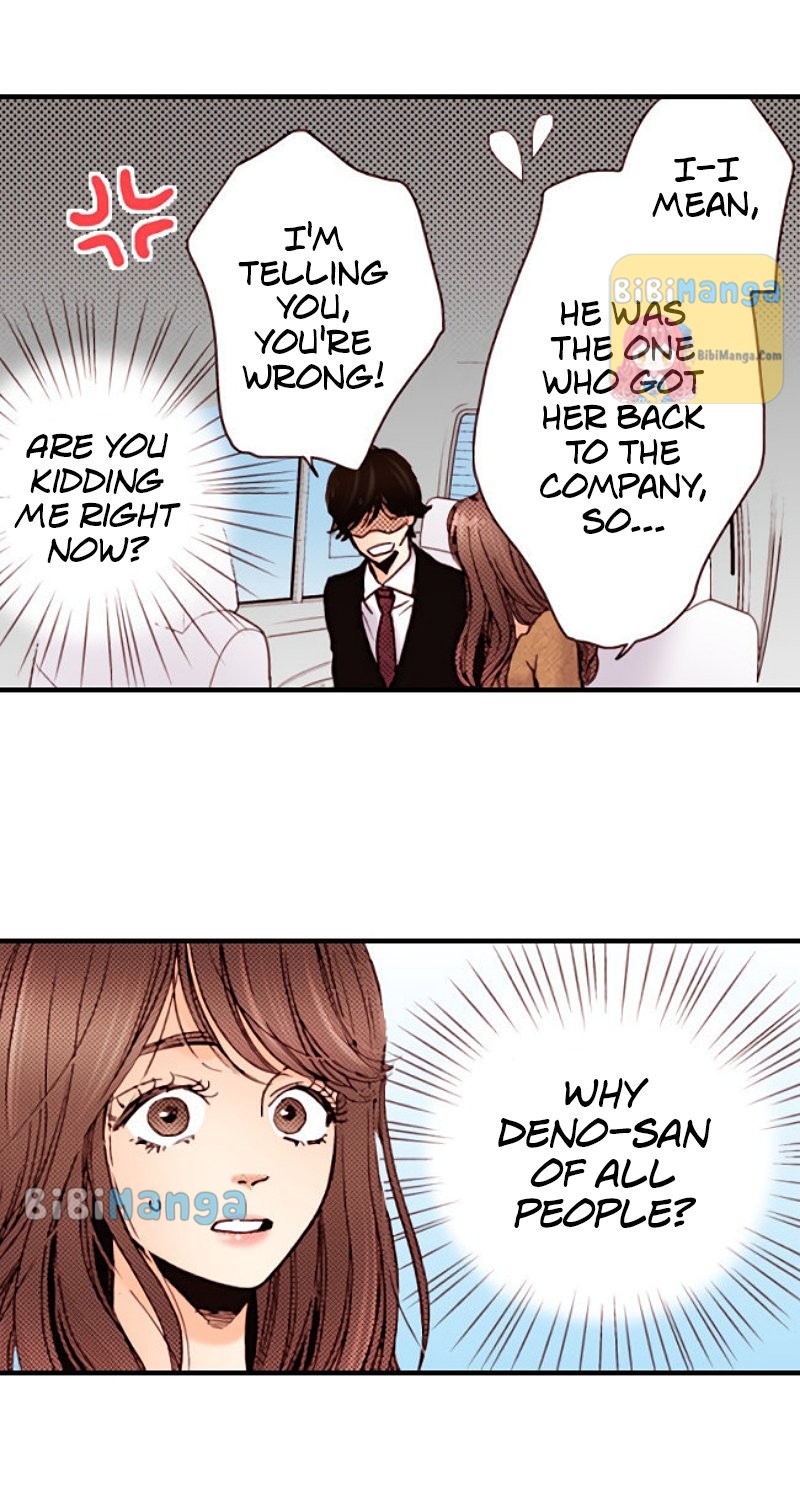 I-I
MEAN,
HE WAS
THE ONE
WHO GOT
HER BACK
TO THE
COMPANY,
SO...
I'M
TELLING
YOU,
YOU'RE
WRONG!
ARE YOU
KIDDING
ME RIGHT
NOW?
BiBiManga
BibiManga.Com
WHY
DENO-SAN
OF ALL
PEOPLE?
BiBiManga